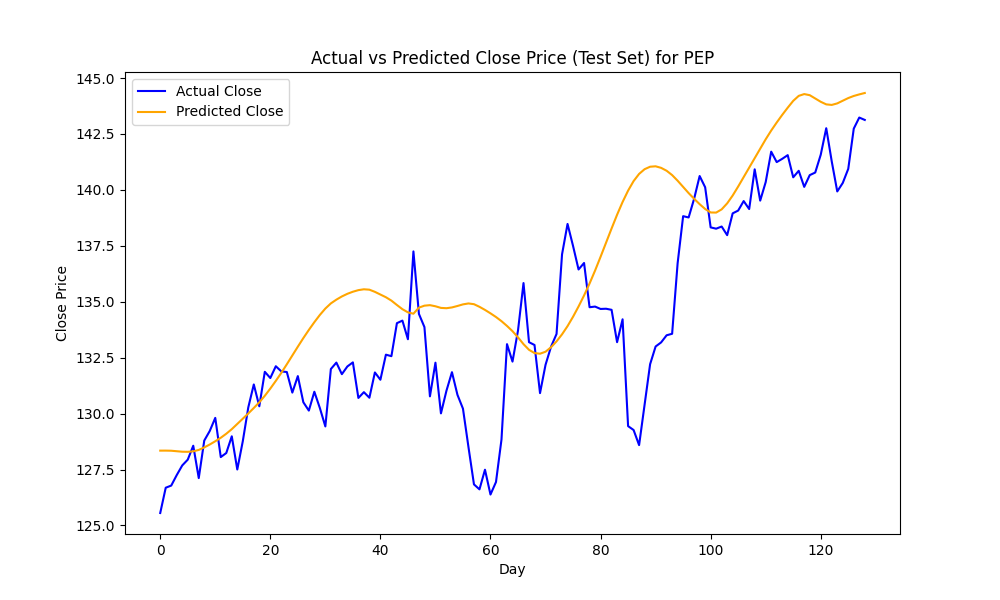 Actual vs Predicted Close Price (Test Set) for PEP
Actual Close
Predicted Close
145.0
142.5
140.0
137.5
135.0
132.5
130.0
127.5
125.0
Close Price
0 20 40 60 80 100 120
Day